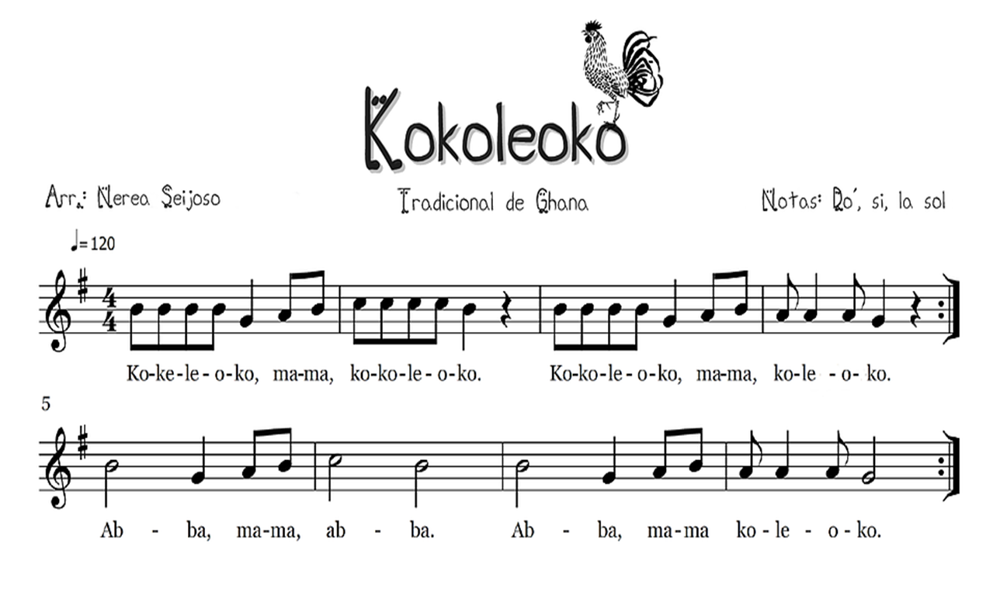 Kokoleoko
Arr.: Nerea Seijoso Tradicional de Ghana Notas: Do', si, la sol
♩= 120
4
4
Ko-ke-le-o-ko, ma-ma, ko-ko-le-o-ko. Ko-ko-le-o-ko, ma-ma, ko-le - o- ko.
5
Ab - ba, ma-ma, ab - ba. Ab - ba, ma-ma ko-le - o-ko.